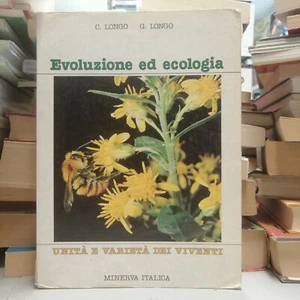 C. LONGO G. LONGO
Evoluzione ed ecologia
UNITÀ E VARIETÀ DEI VIVENTI
MINERVA ITALICA